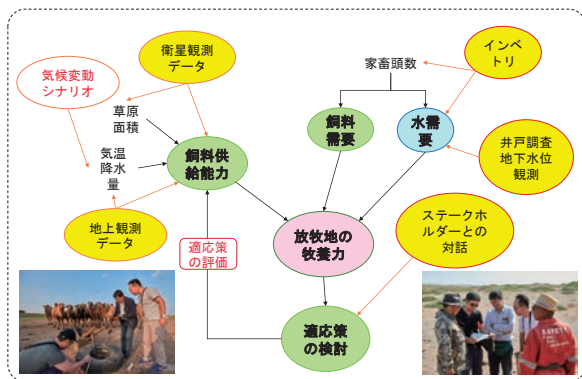 衛星観測
データ
インベ
トリ
家畜頭数
気候変動
シナリオ
草原
面積
飼料
需要
水需
要
井戸調査
地下水位
観測
気温
降水
量
飼料供
給能力
地上観測
データ
適応策
の評価
放牧地の
牧養力
ステークホ
ルダーとの
対話
適応策
の検討
SAFETY